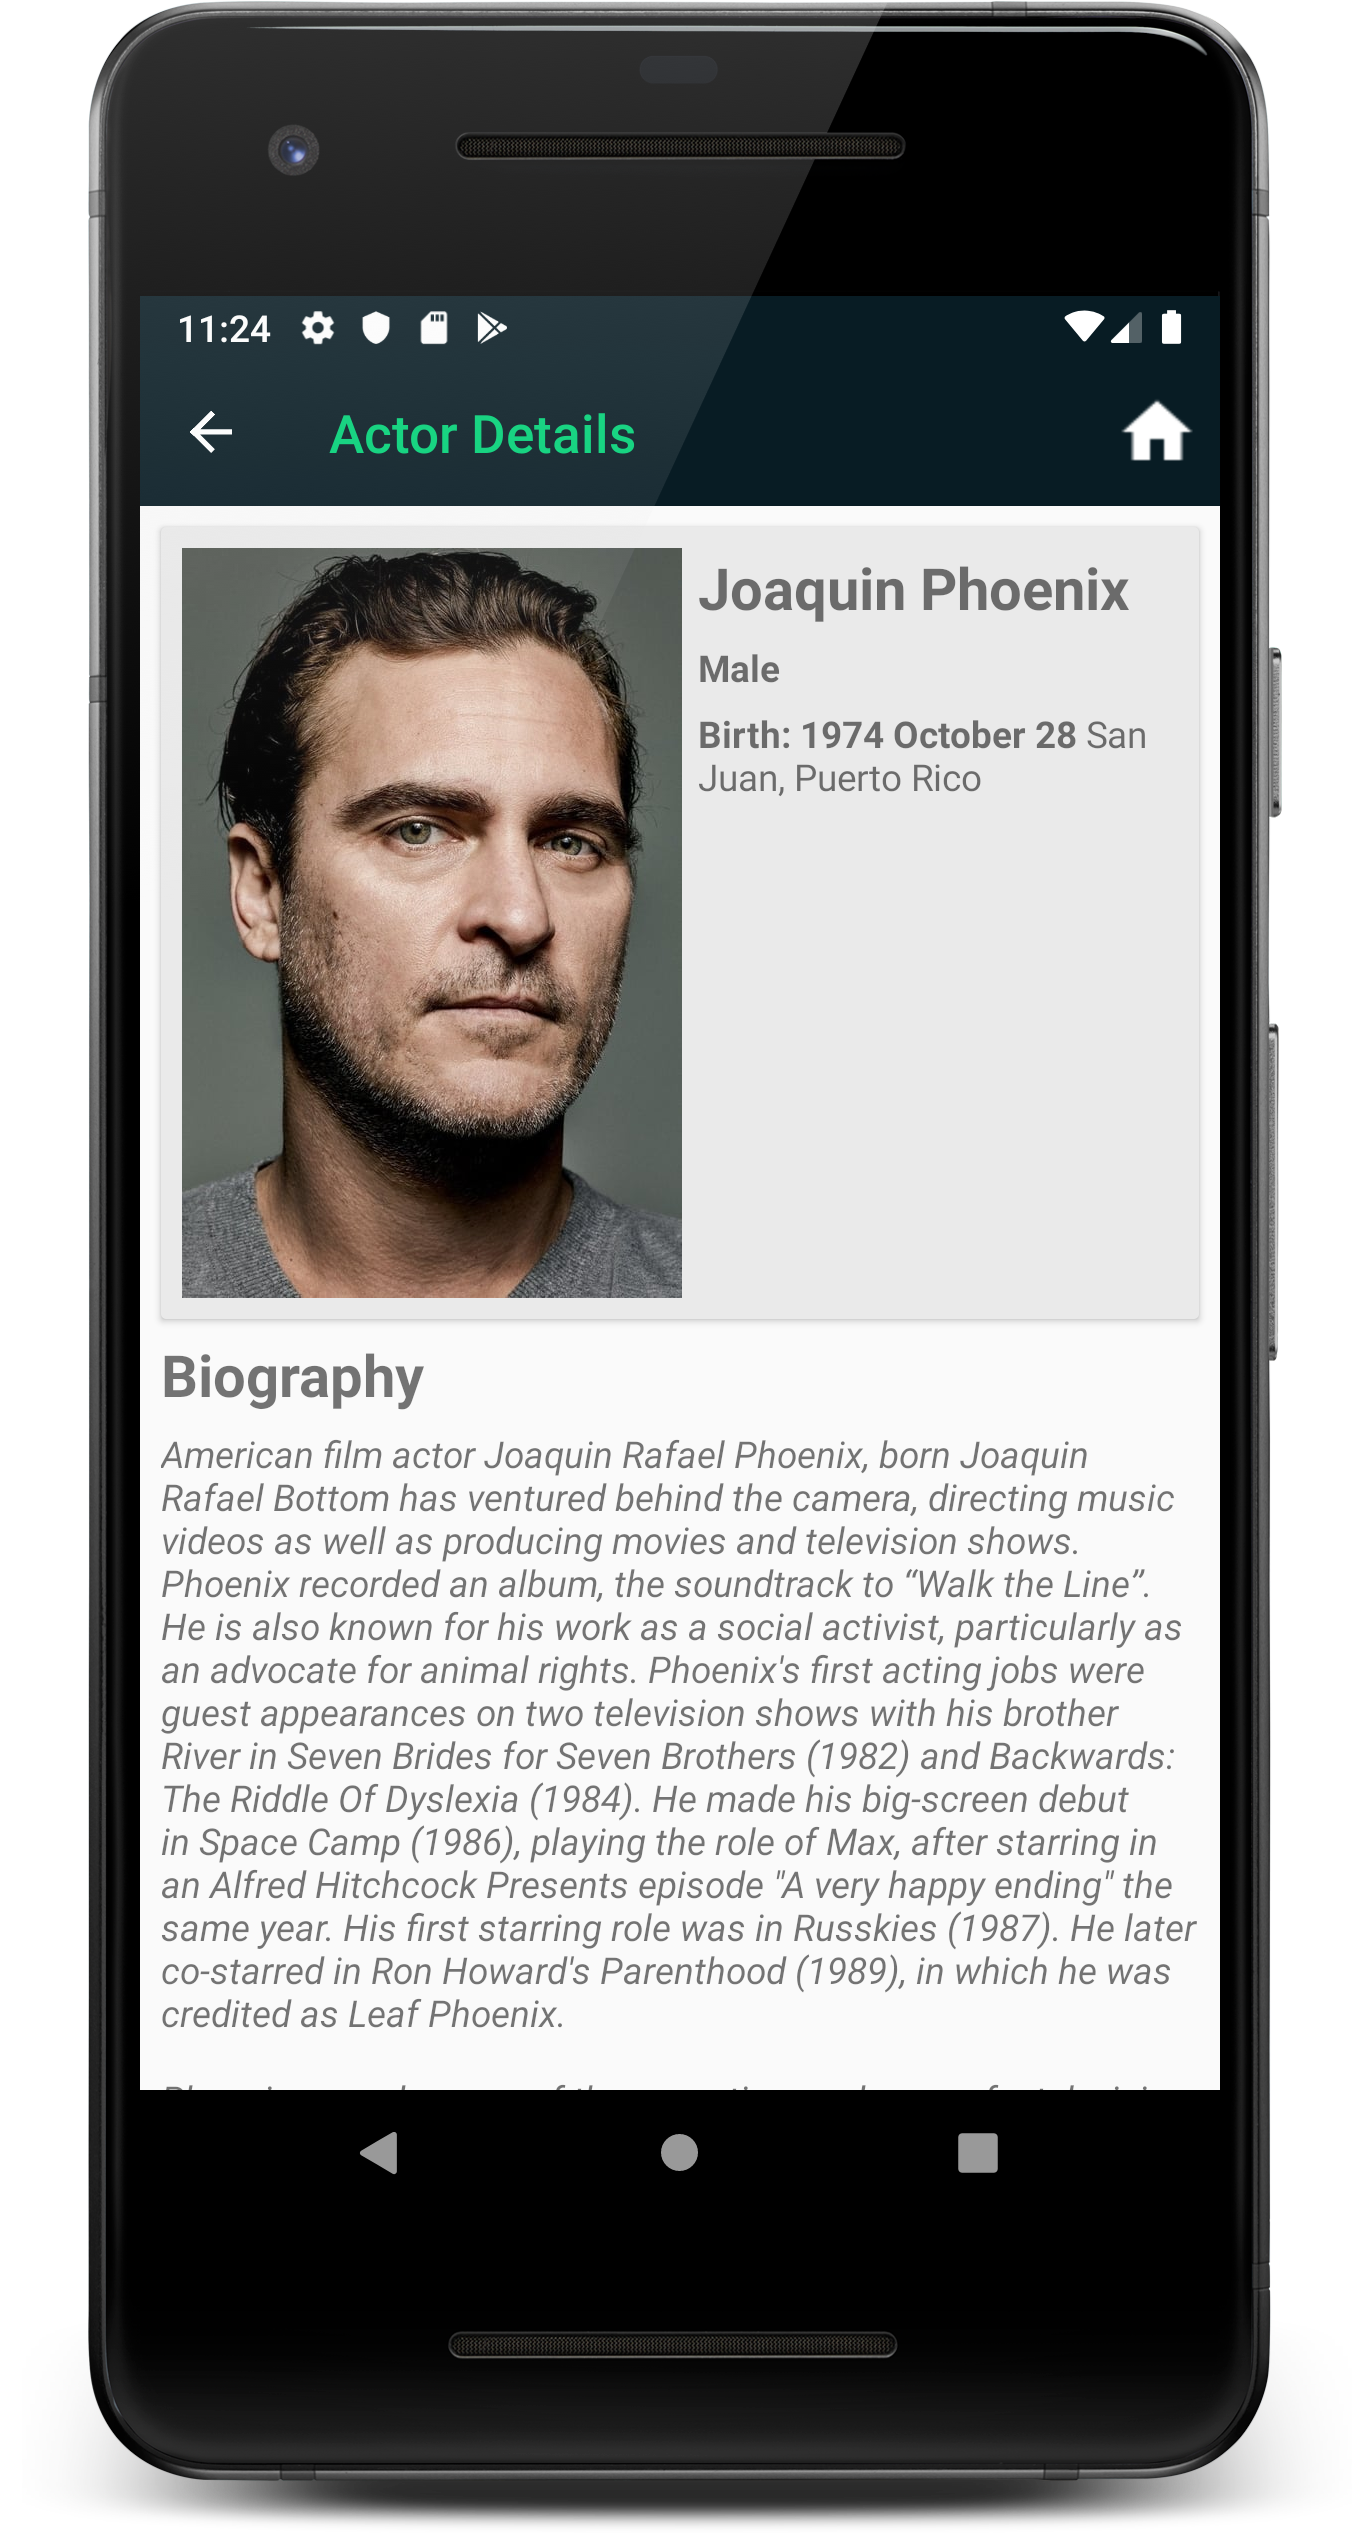 11:24
Actor Details
Joaquin Phoenix
Male
Birth: 1974 October 28 San
Juan, Puerto Rico
Biography
American film actor Joaquin Rafael Phoenix, born Joaquin
Rafael Bottom has ventured behind the camera, directing music
videos as well as producing movies and television shows.
Phoenix recorded an album, the soundtrack to “Walk the Line”.
He is also known for his work as a social activist, particularly as
an advocate for animal rights. Phoenix's first acting jobs were
guest appearances on two television shows with his brother
River in Seven Brides for Seven Brothers (1982) and Backwards:
The Riddle Of Dyslexia (1984). He made his big-screen debut
in Space Camp (1986), playing the role of Max, after starring in
an Alfred Hitchcock Presents episode "A very happy ending" the
same year. His first starring role was in Russkies (1987). He later
co-starred in Ron Howard's Parenthood (1989), in which he was
credited as Leaf Phoenix.